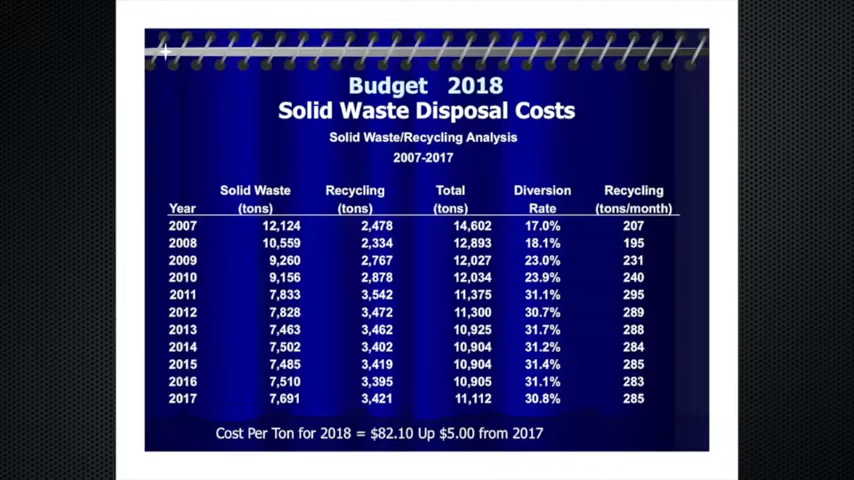 Budget 2018
Solid Waste Disposal Costs
Solid Waste/Recycling Analysis
2007-2017
Solid Waste Recycling Total Diversion Recycling
Year (tons) (tons) (tons) Rate (tons/month)
2007 12,124 2,478 14,602 17.0% 207
2008 10,559 2,334 12,893 18.1% 195
2009 9,260 2,767 12,027 23.0% 231
2010 9,156 2,878 12,034 23.9% 240
2011 7,833 3,542 11,375 31.1% 295
2012 7,828 3,472 11,300 30.7% 289
2013 7,463 3,462 10,925 31.7% 288
2014 7,502 3,402 10,904 31.2% 284
2015 7,485 3,419 10,904 31.4% 285
2016 7,510 3,395 10,905 31.1% 283
2017 7,691 3,421 11,112 30.8% 285
Cost Per Ton for 2018 = $82.10 Up $5.00 from 2017